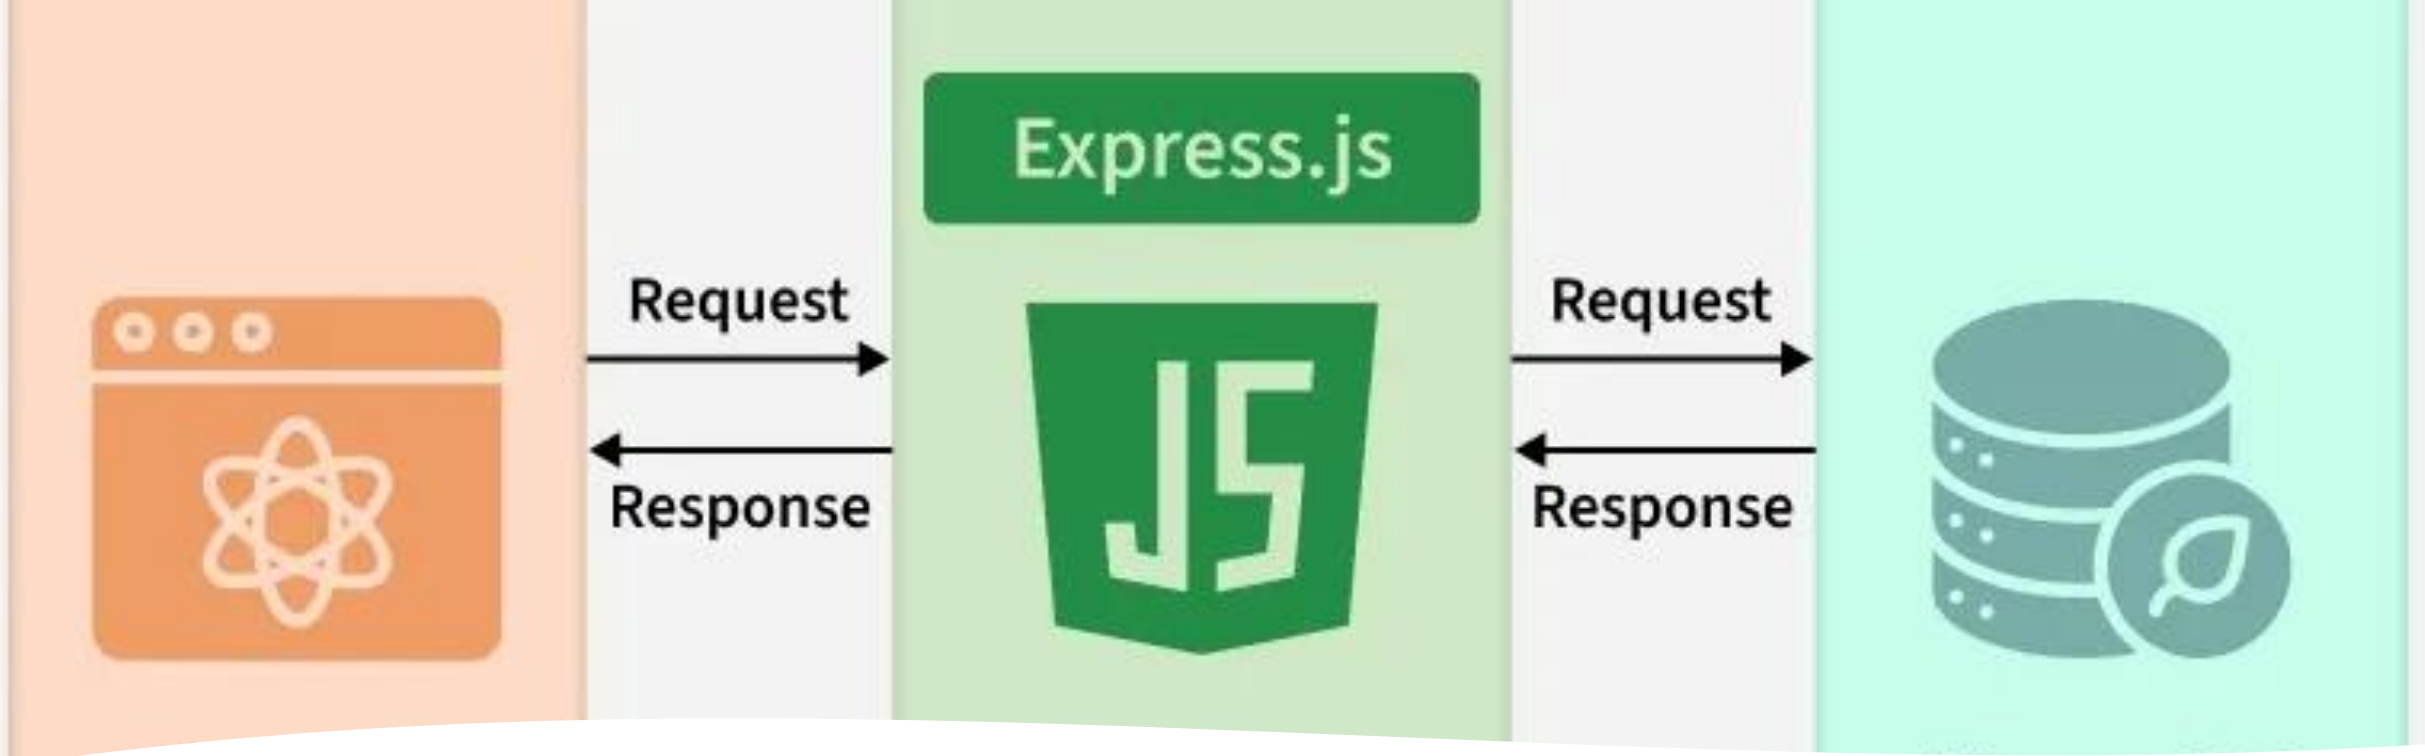 Express.js
Request
Response
JS
Request
Response